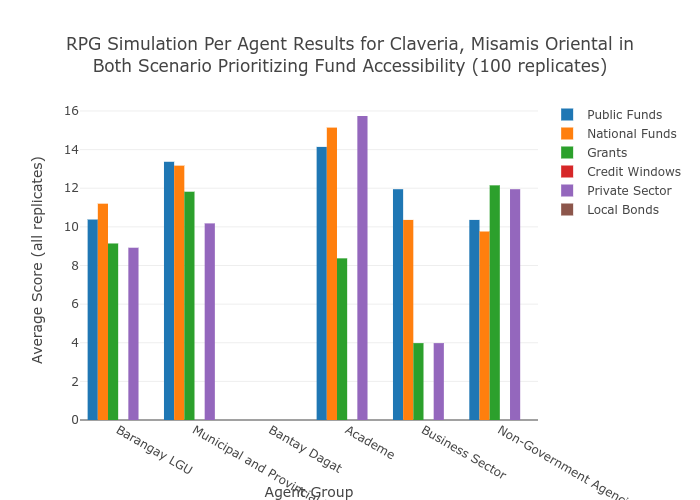 RPG Simulation Per Agent Results for Claveria, Misamis Oriental in
Both Scenario Prioritizing Fund Accessibility (100 replicates)
16
14
12
10
8
6
4
2
0
Average Score (all replicates)
Public Funds
National Funds
Grants
Credit Windows
Private Sector
Local Bonds
Barangay LGU
Municipal and
Bantay Dagat
Academe
Business Sector
Non-Government
Agent Group